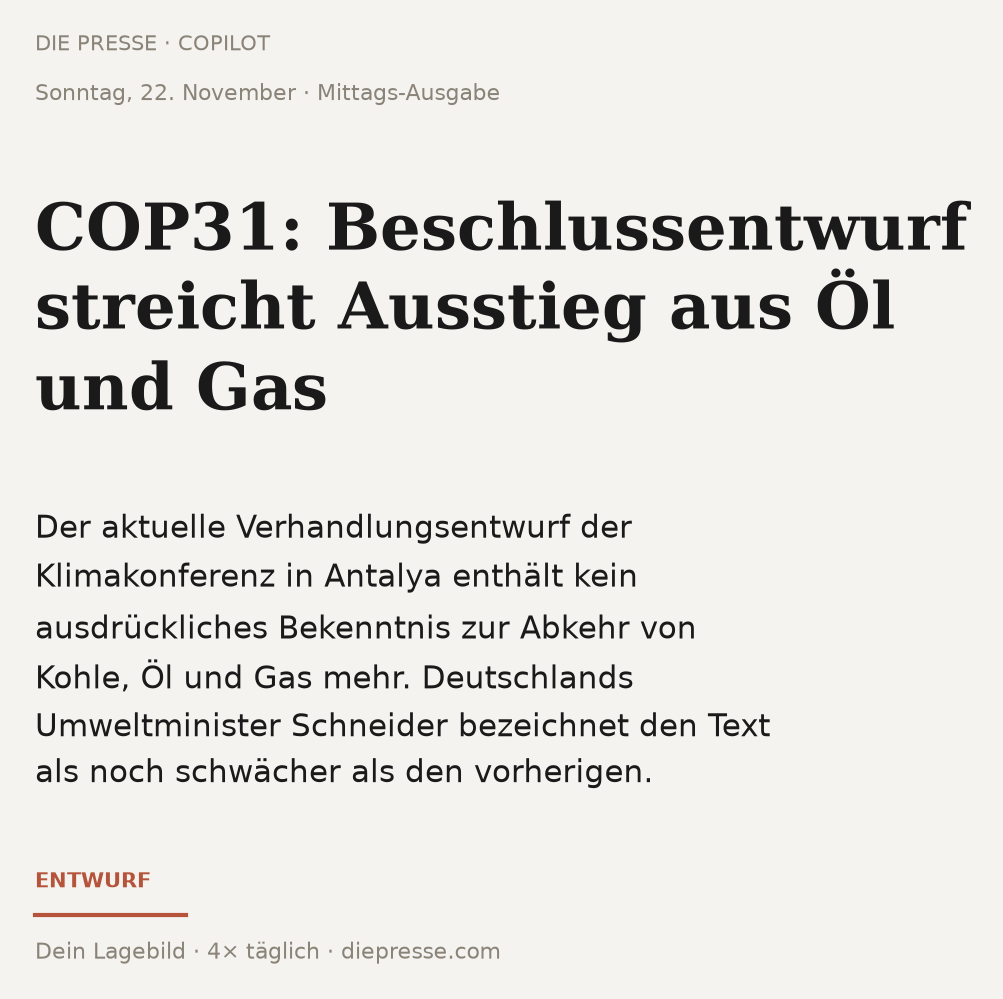 DIE PRESSE · COPILOT
Sonntag, 22. November · Mittags-Ausgabe
COP31: Beschlussentwurf
streicht Ausstieg aus Öl
und Gas
Der aktuelle Verhandlungsentwurf der
Klimakonferenz in Antalya enthält kein
ausdrückliches Bekenntnis zur Abkehr von
Kohle, Öl und Gas mehr. Deutschlands
Umweltminister Schneider bezeichnet den Text
als noch schwächer als den vorherigen.
ENTWURF
Dein Lagebild · 4× täglich · diepresse.com